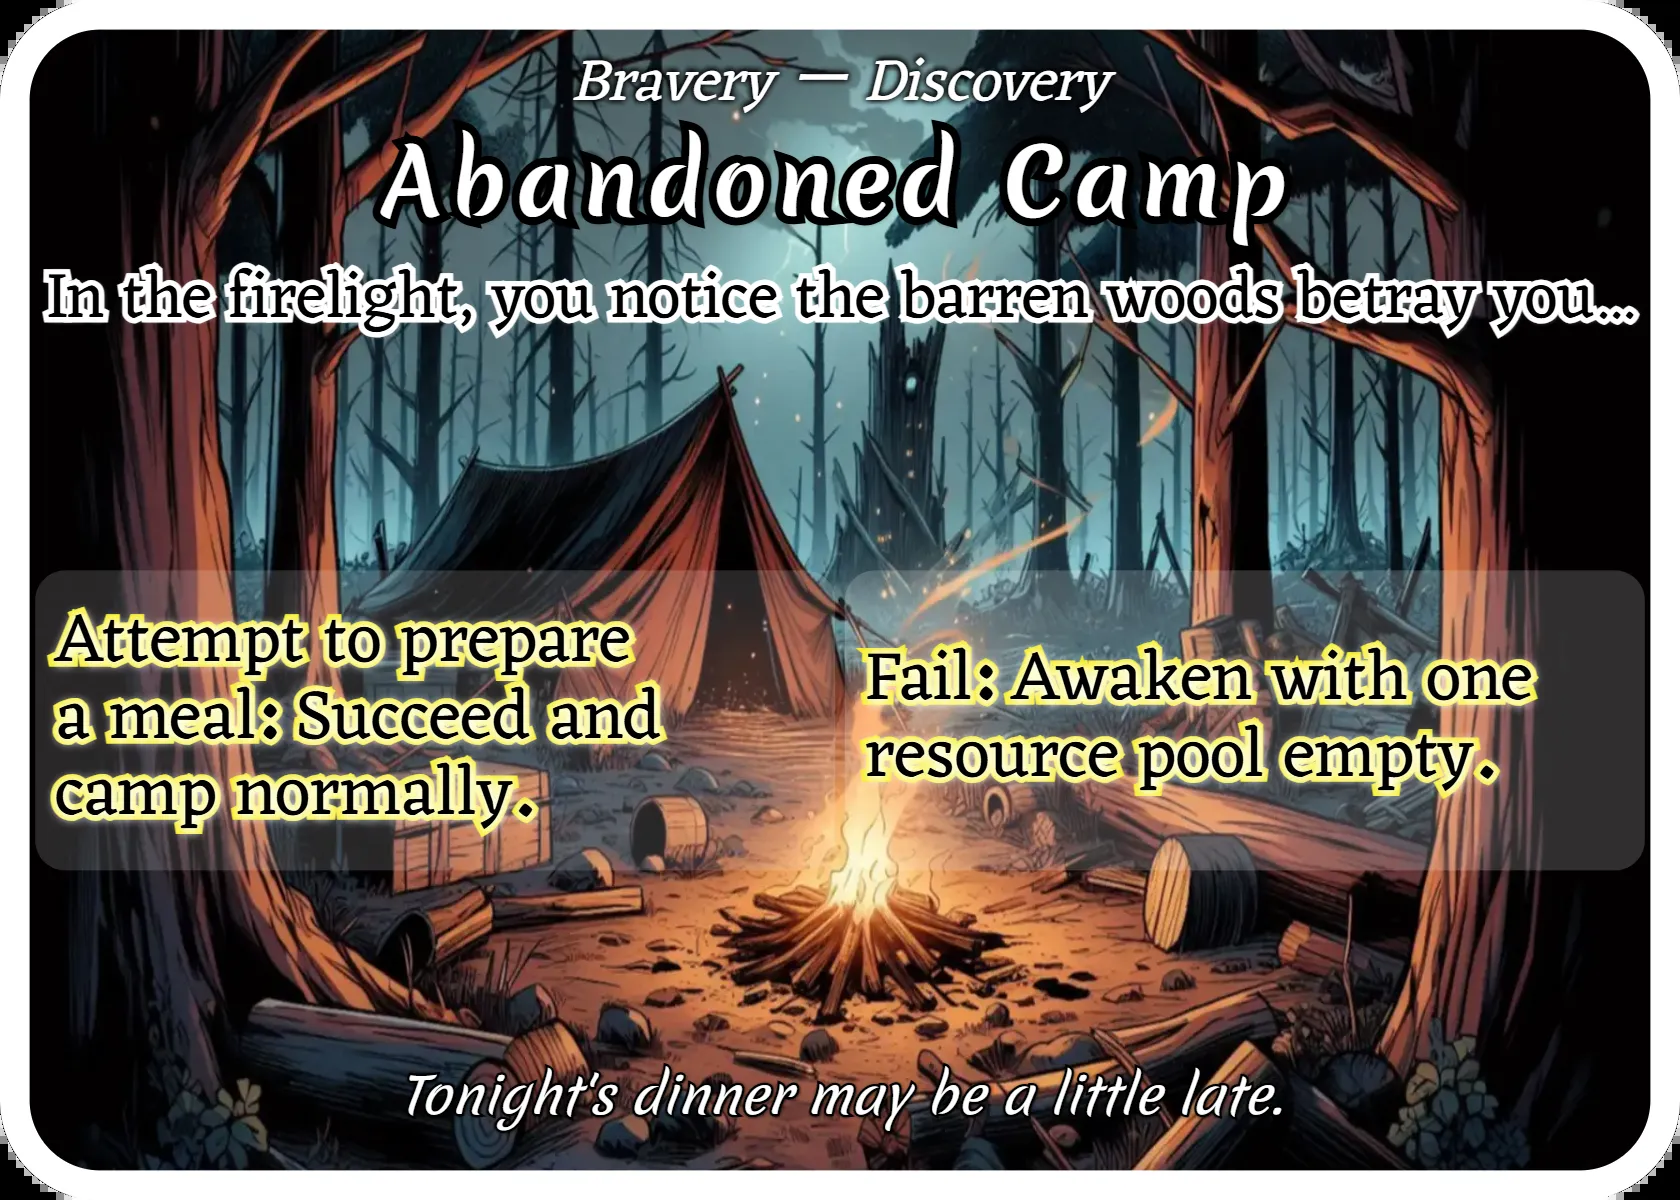 Bravery — Discovery
Abandoned Camp
In the firelight, you notice the barren woods betray you...
Attempt to prepare
a meal: Succeed and
camp normally.
Fail: Awaken with one
resource pool empty.
Tonight's dinner may be a little late.